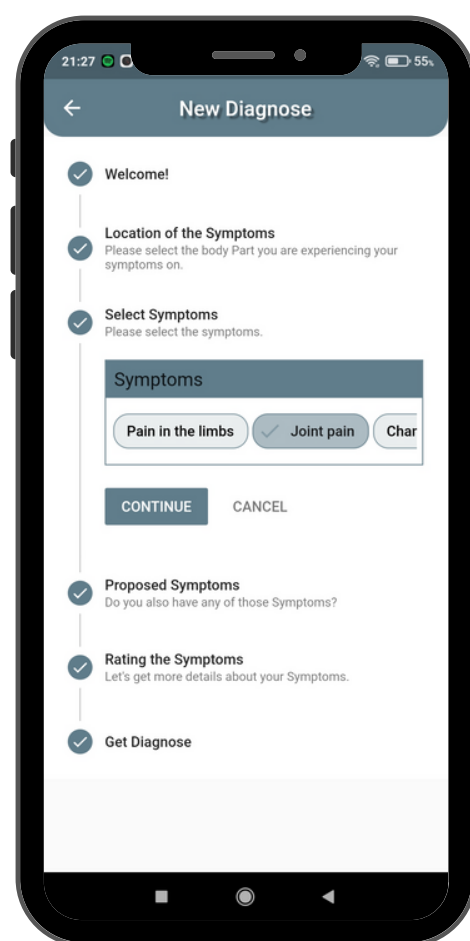 21:27 55%
New Diagnose
Welcome!
Location of the Symptoms
Please select the body Part you are experiencing your
symptoms on.
Select Symptoms
Please select the symptoms.
Symptoms
Pain in the limbs Joint pain Char
CONTINUE CANCEL
Proposed Symptoms
Do you also have any of those Symptoms?
Rating the Symptoms
Let's get more details about your Symptoms.
Get Diagnose